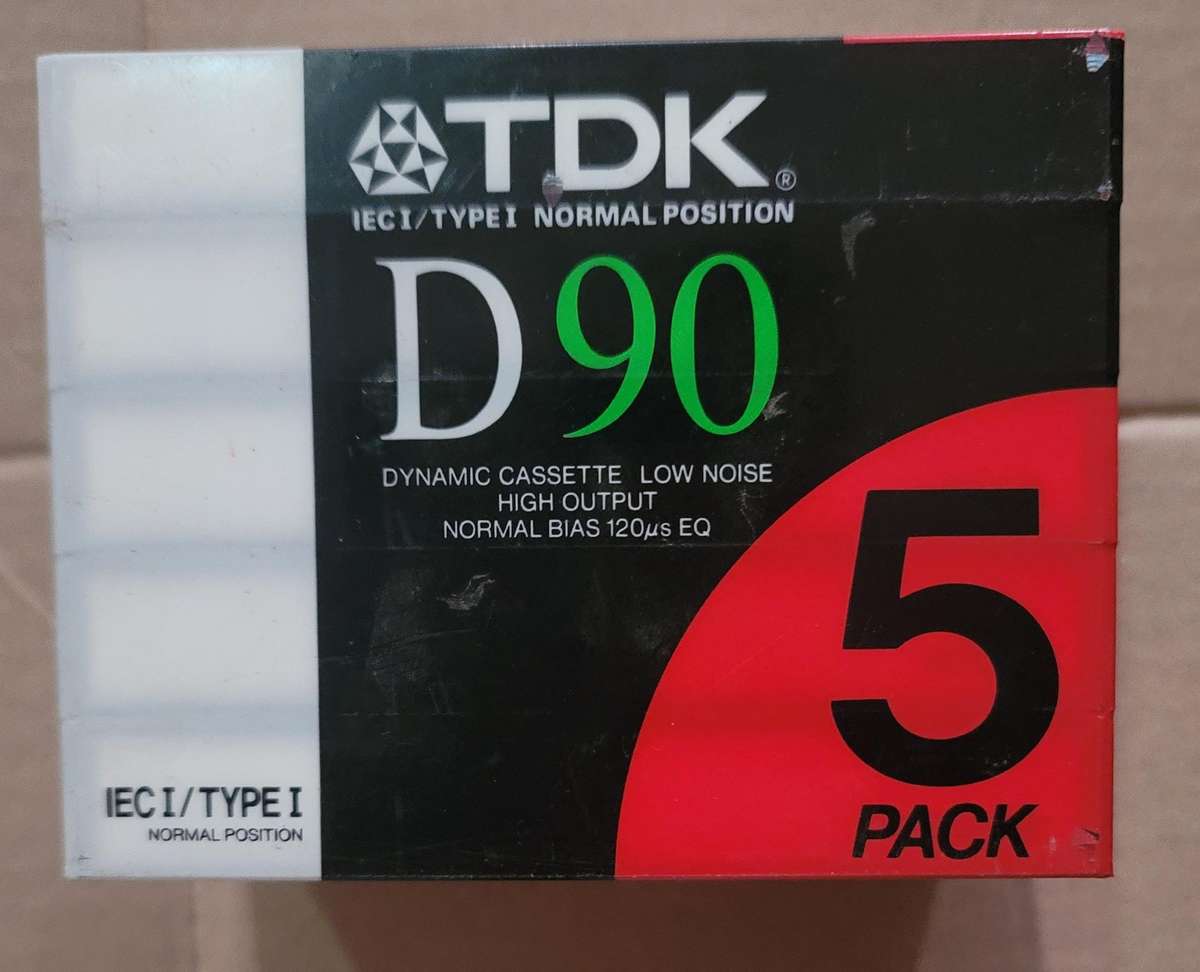 TDK®
IEC I/TYPE I NORMAL POSITION
D 90
DYNAMIC CASSETTE LOW NOISE
HIGH OUTPUT
NORMAL BIAS 120µs EQ
5
PACK
IEC I/TYPE I
NORMAL POSITION